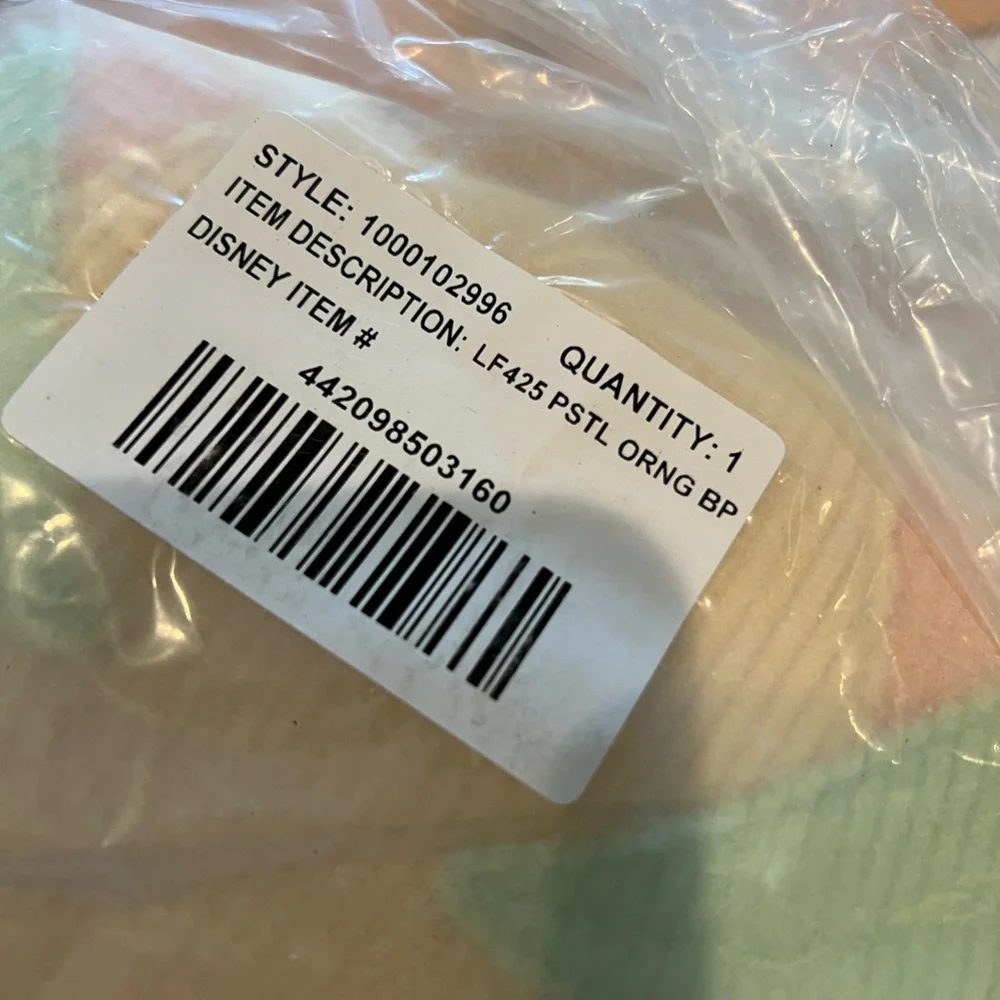 STYLE: 1000102996 QUANTITY: 1
ITEM DESCRIPTION: LF425 PSTL ORNG BP
DISNEY ITEM #
442098503160